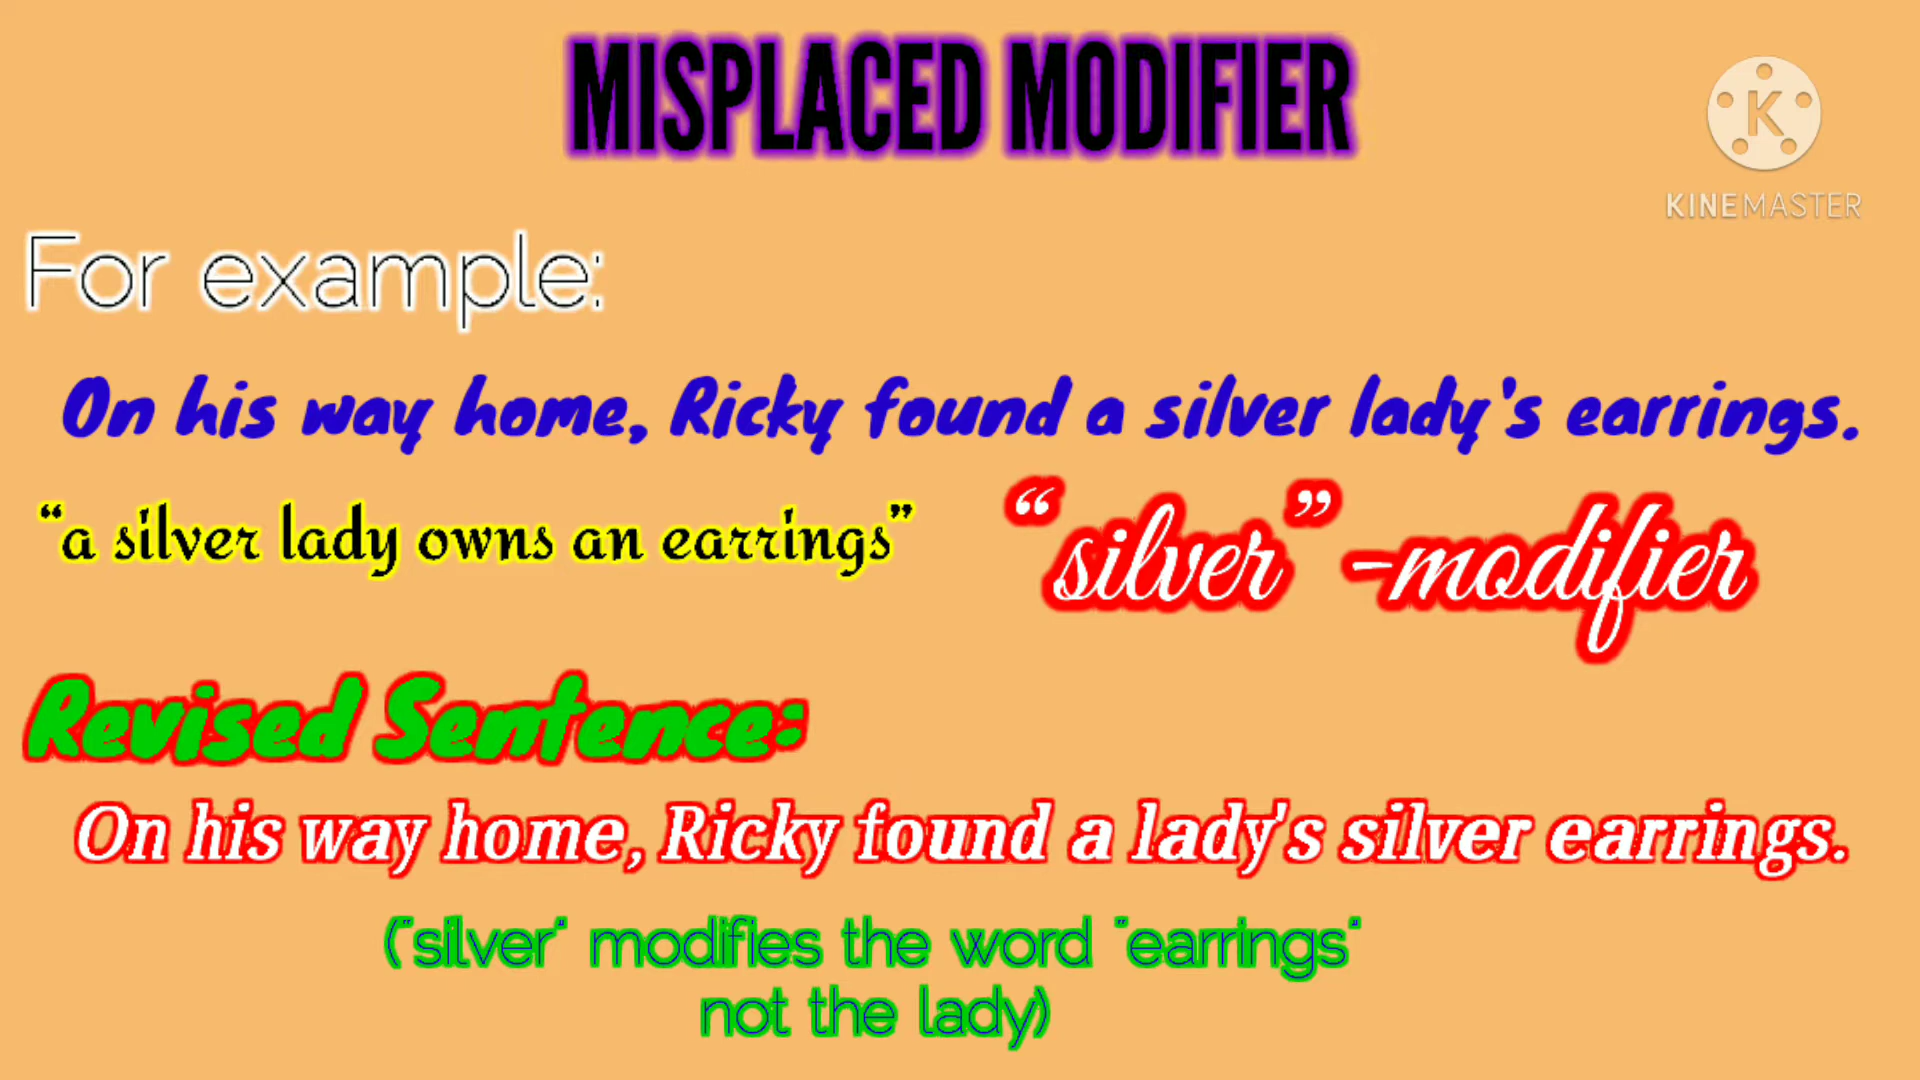 MISPLACED MODIFIER
K
KINEMASTER
For example:
On his way home, Ricky found a silver lady's earrings.
“a silver lady owns an earrings”
“silver” -modifier
Revised Sentence:
On his way home, Ricky found a lady's silver earrings.
("silver" modifies the word "earrings"
not the lady)